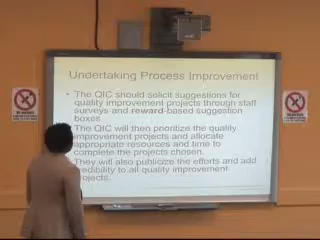 Undertaking Process Improvement
• The QIC should solicit suggestions for
quality improvement projects through staff
surveys and reward-based suggestion
boxes
• The QIC will then prioritize the quality
improvement projects and allocate
appropriate resources and time to
complete the projects chosen.
They will also publicize the efforts and add
credibility to all quality improvement
projects.